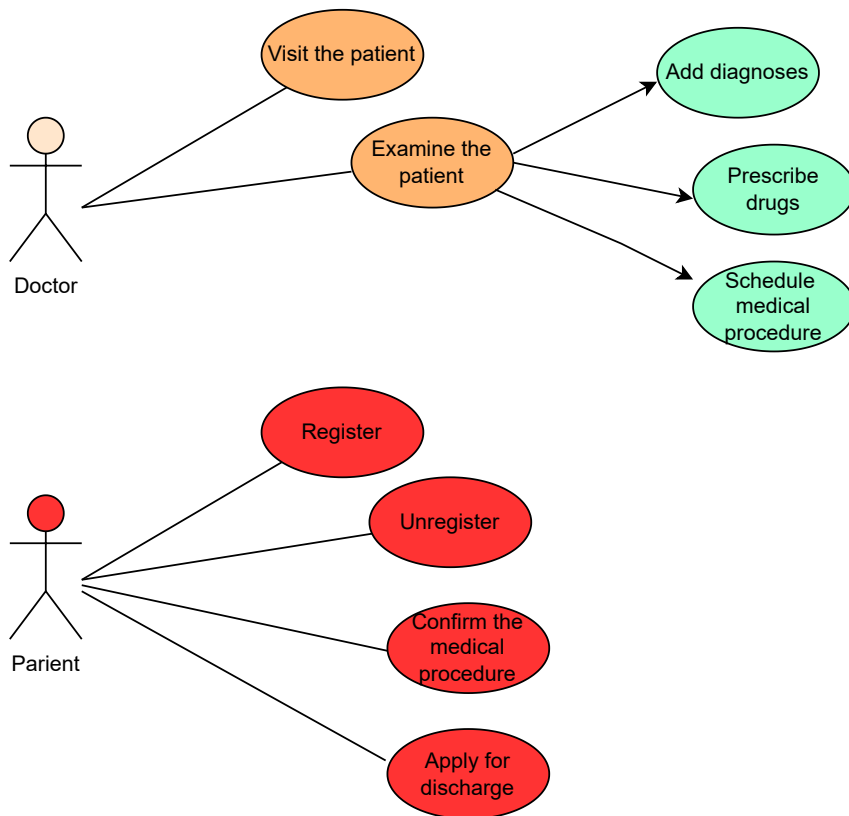 Visit the patient
Add diagnoses
Examine the
patient
Prescribe
drugs
Doctor
Schedule
medical
procedure
Register
Unregister
Confirm the
medical
procedure
Parient
Apply for
discharge